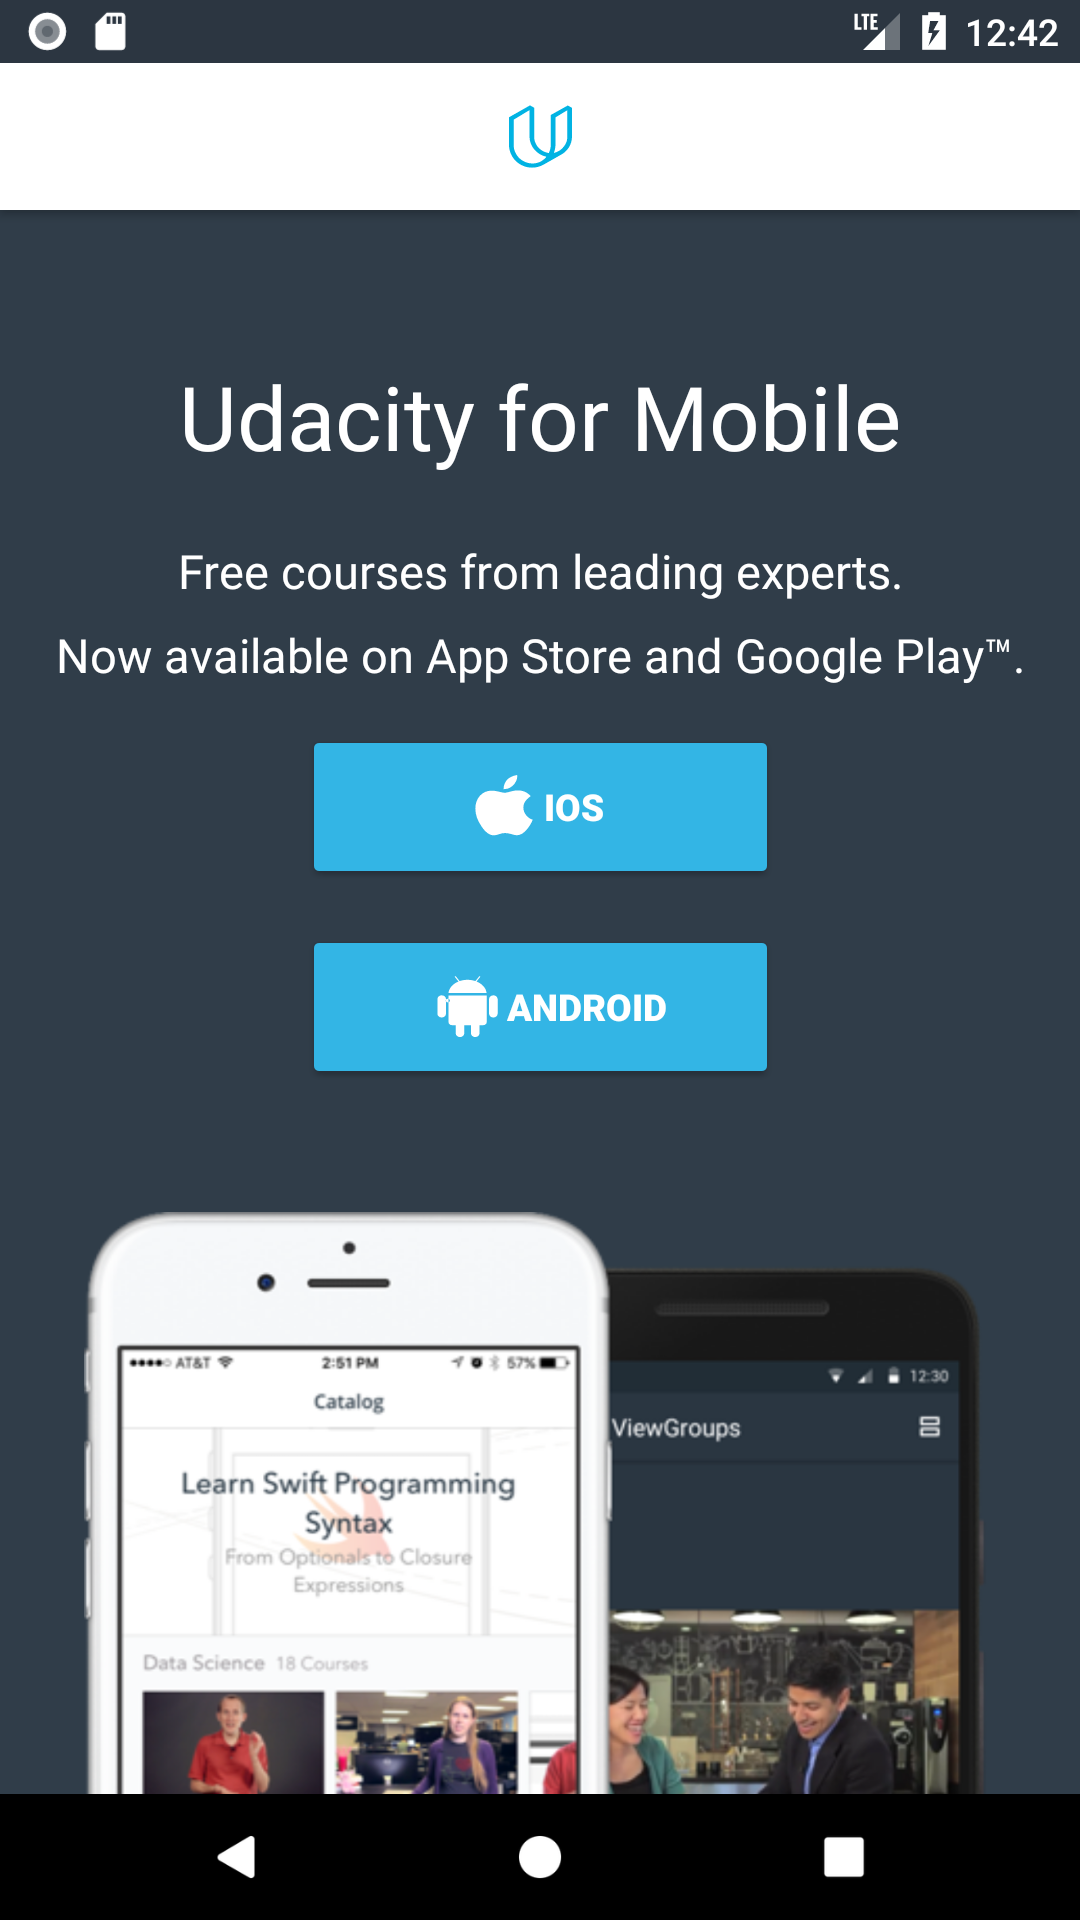 LTE 12:42
Udacity for Mobile
Free courses from leading experts.
Now available on App Store and Google Play™.
IOS
ANDROID
AT&T 2:51 PM 57%
Catalog
Learn Swift Programming
Syntax
From Optionals to Closure
Expressions
Data Science 18 Courses
12:30
ViewGroups